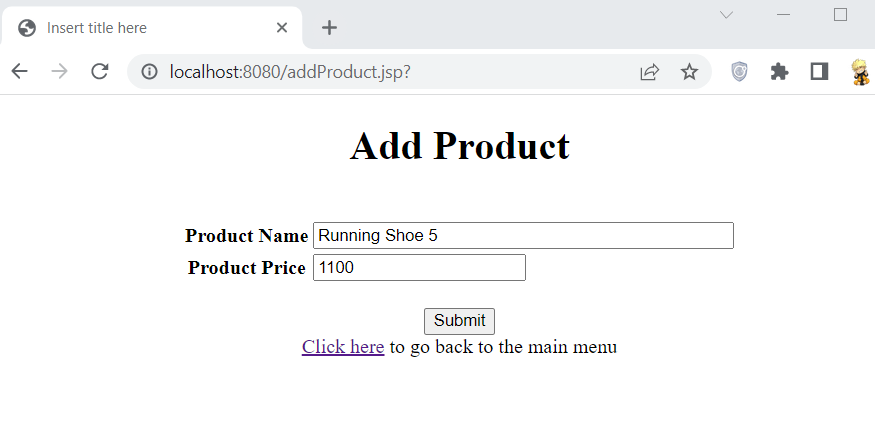 Insert title here
localhost:8080/addProduct.jsp?
Add Product
Product Name Running Shoe 5
Product Price 1100
Submit
Click here to go back to the main menu